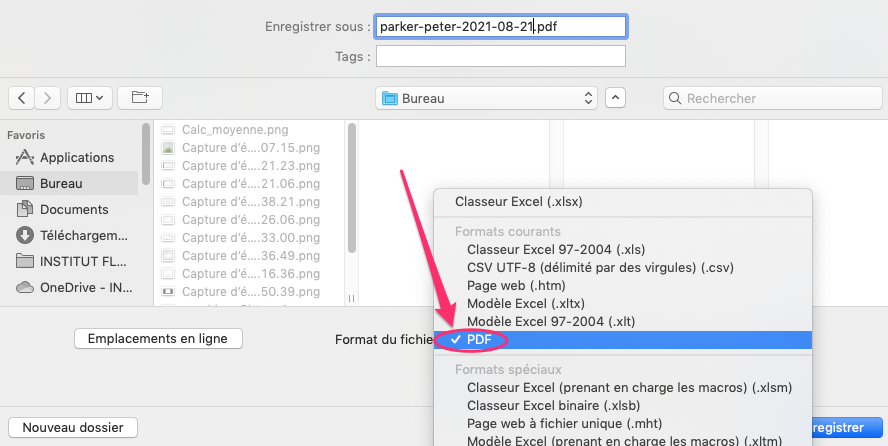 Enregistrer sous : parker-peter-2021-08-21.pdf
Tags :
Bureau
Rechercher
Favoris
Applications
Bureau
Documents
Téléchargem...
INSTITUT FL...
OneDrive - IN...
Calc_moyenne.png
Capture d'é....07.15.png
Capture d'é....21.23.png
Capture d'é....21.06.png
Capture d'é....38.21.png
Capture d'é....26.06.png
Capture d'é....33.00.png
Capture d'é....36.49.png
Capture d'é....16.36.png
Capture d'é....50.39.png
Classeur Excel (.xlsx)
Formats courants
Classeur Excel 97-2004 (.xls)
CSV UTF-8 (délimité par des virgules) (.csv)
Page web (.htm)
Modèle Excel (.xltx)
Modèle Excel 97-2004 (.xlt)
PDF
Formats spéciaux
Classeur Excel (prenant en charge les macros) (.xlsm)
Classeur Excel binaire (.xlsb)
Page web à fichier unique (.mht)
Modèle Excel (prenant en charge les macros) (.xltm)
Emplacements en ligne
Format du fichie
Nouveau dossier
registrer